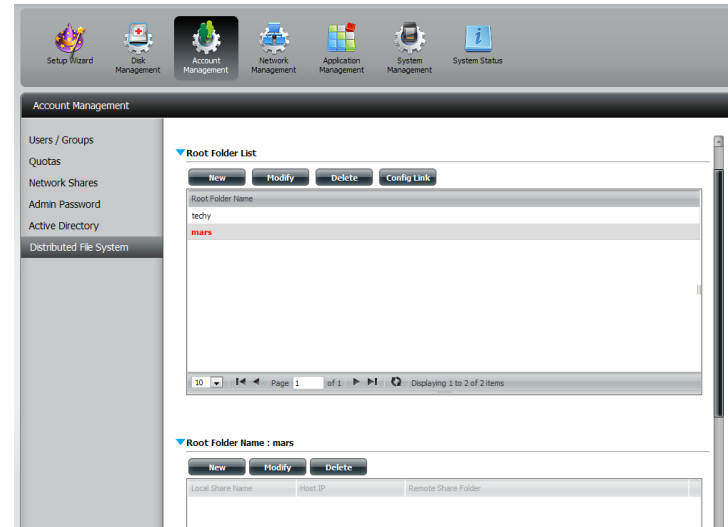 Setup Wizard
Disk Management
Account Management
Network Management
Application Management
System Management
System Status
Account Management
Users / Groups
Quotas
Network Shares
Admin Password
Active Directory
Distributed File System
Root Folder List
New Modify Delete Config Link
Root Folder Name
techy
mars
10 Page 1 of 1 Displaying 1 to 2 of 2 items
Root Folder Name : mars
New Modify Delete
Local Share Name Host IP Remote Share Folder